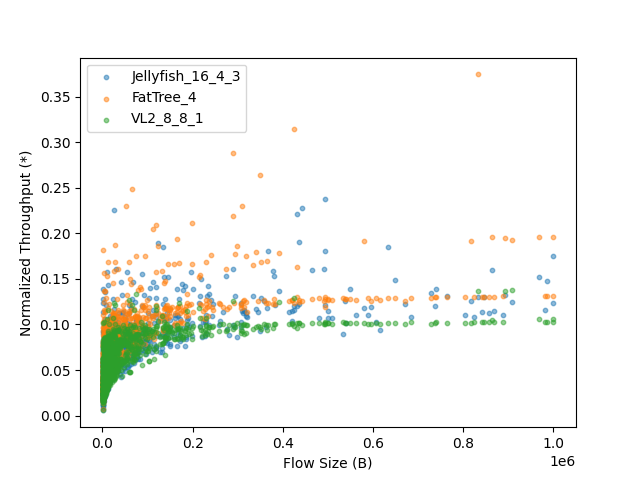 Jellyfish_16_4_3
FatTree_4
VL2_8_8_1
Normalized Throughput (*)
0.35
0.30
0.25
0.20
0.15
0.10
0.05
0.00
0.0 0.2 0.4 0.6 0.8 1.0
1e6
Flow Size (B)